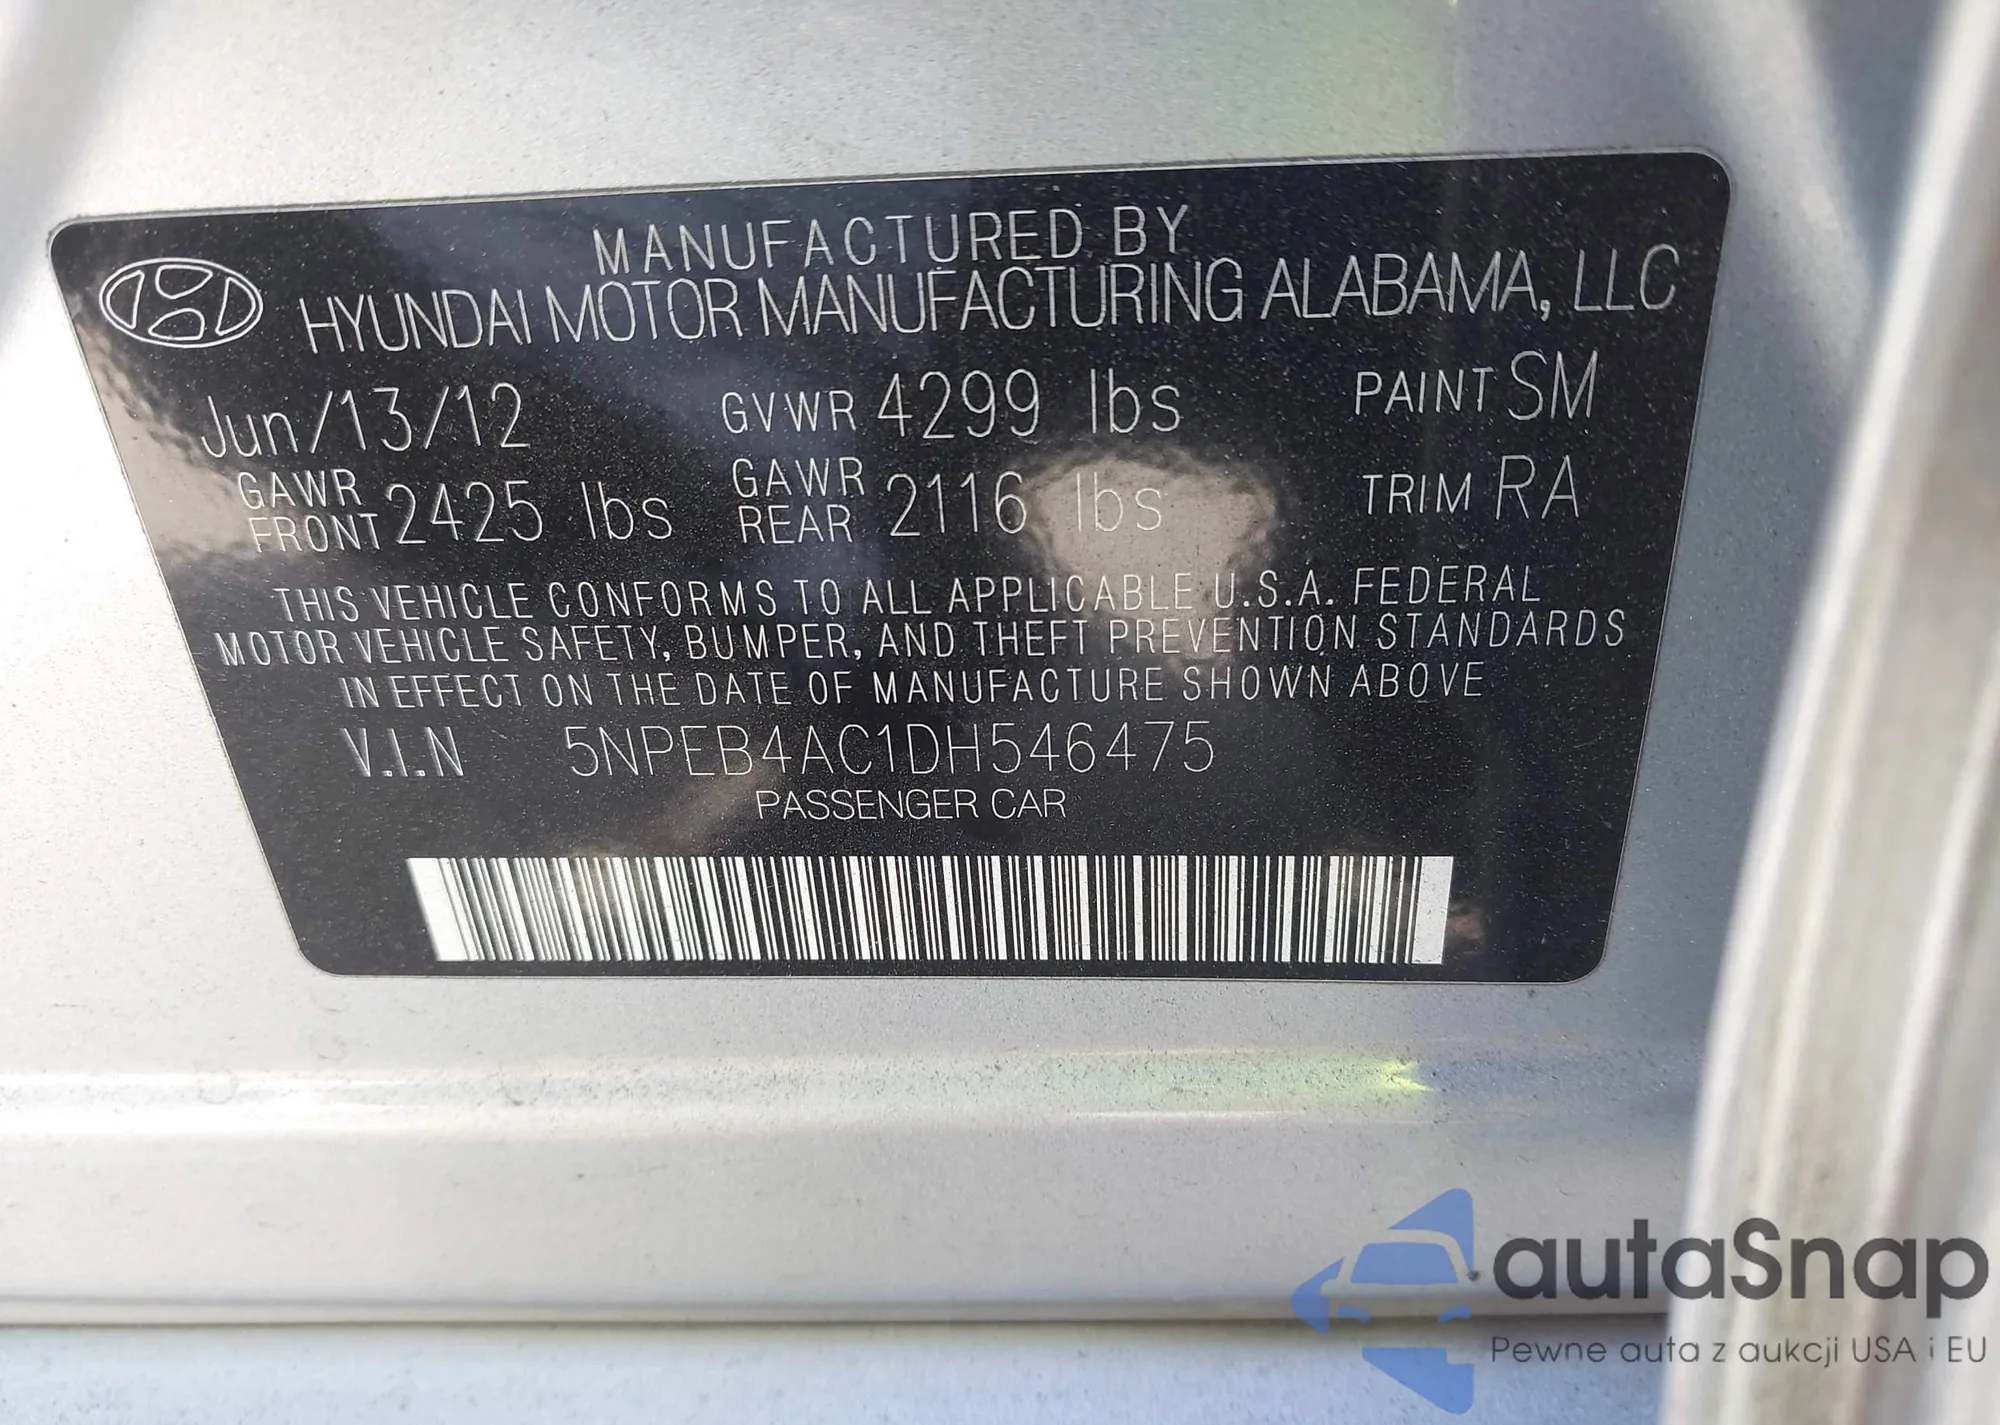 MANUFACTURED BY
HYUNDAI MOTOR MANUFACTURING ALABAMA, LLC
Jun/13/12 GVWR 4299 lbs PAINT SM
GAWR FRONT 2425 lbs GAWR REAR 2116 lbs TRIM RA
THIS VEHICLE CONFORMS TO ALL APPLICABLE U.S.A. FEDERAL
MOTOR VEHICLE SAFETY, BUMPER, AND THEFT PREVENTION STANDARDS
IN EFFECT ON THE DATE OF MANUFACTURE SHOWN ABOVE
V.I.N 5NPEB4AC1DH546475
PASSENGER CAR
autaSnap
Pewne auta z aukcji USA i EU